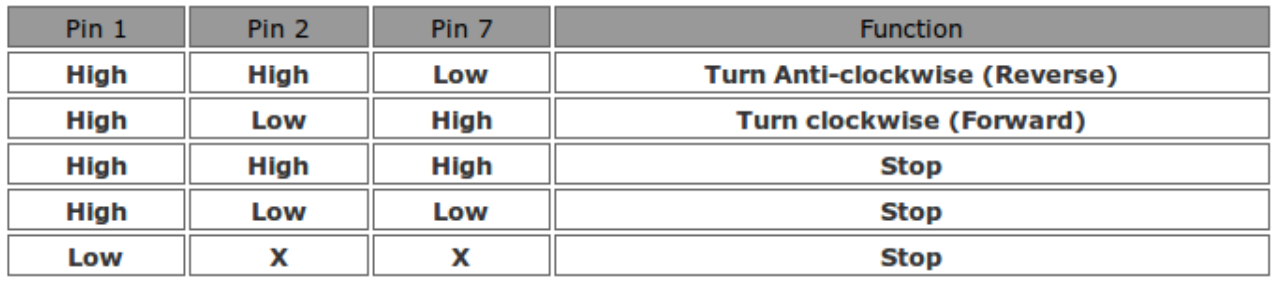 Pin 1 Pin 2 Pin 7 Function
High High Low Turn Anti-clockwise (Reverse)
High Low High Turn clockwise (Forward)
High High High Stop
High Low Low Stop
Low X X Stop